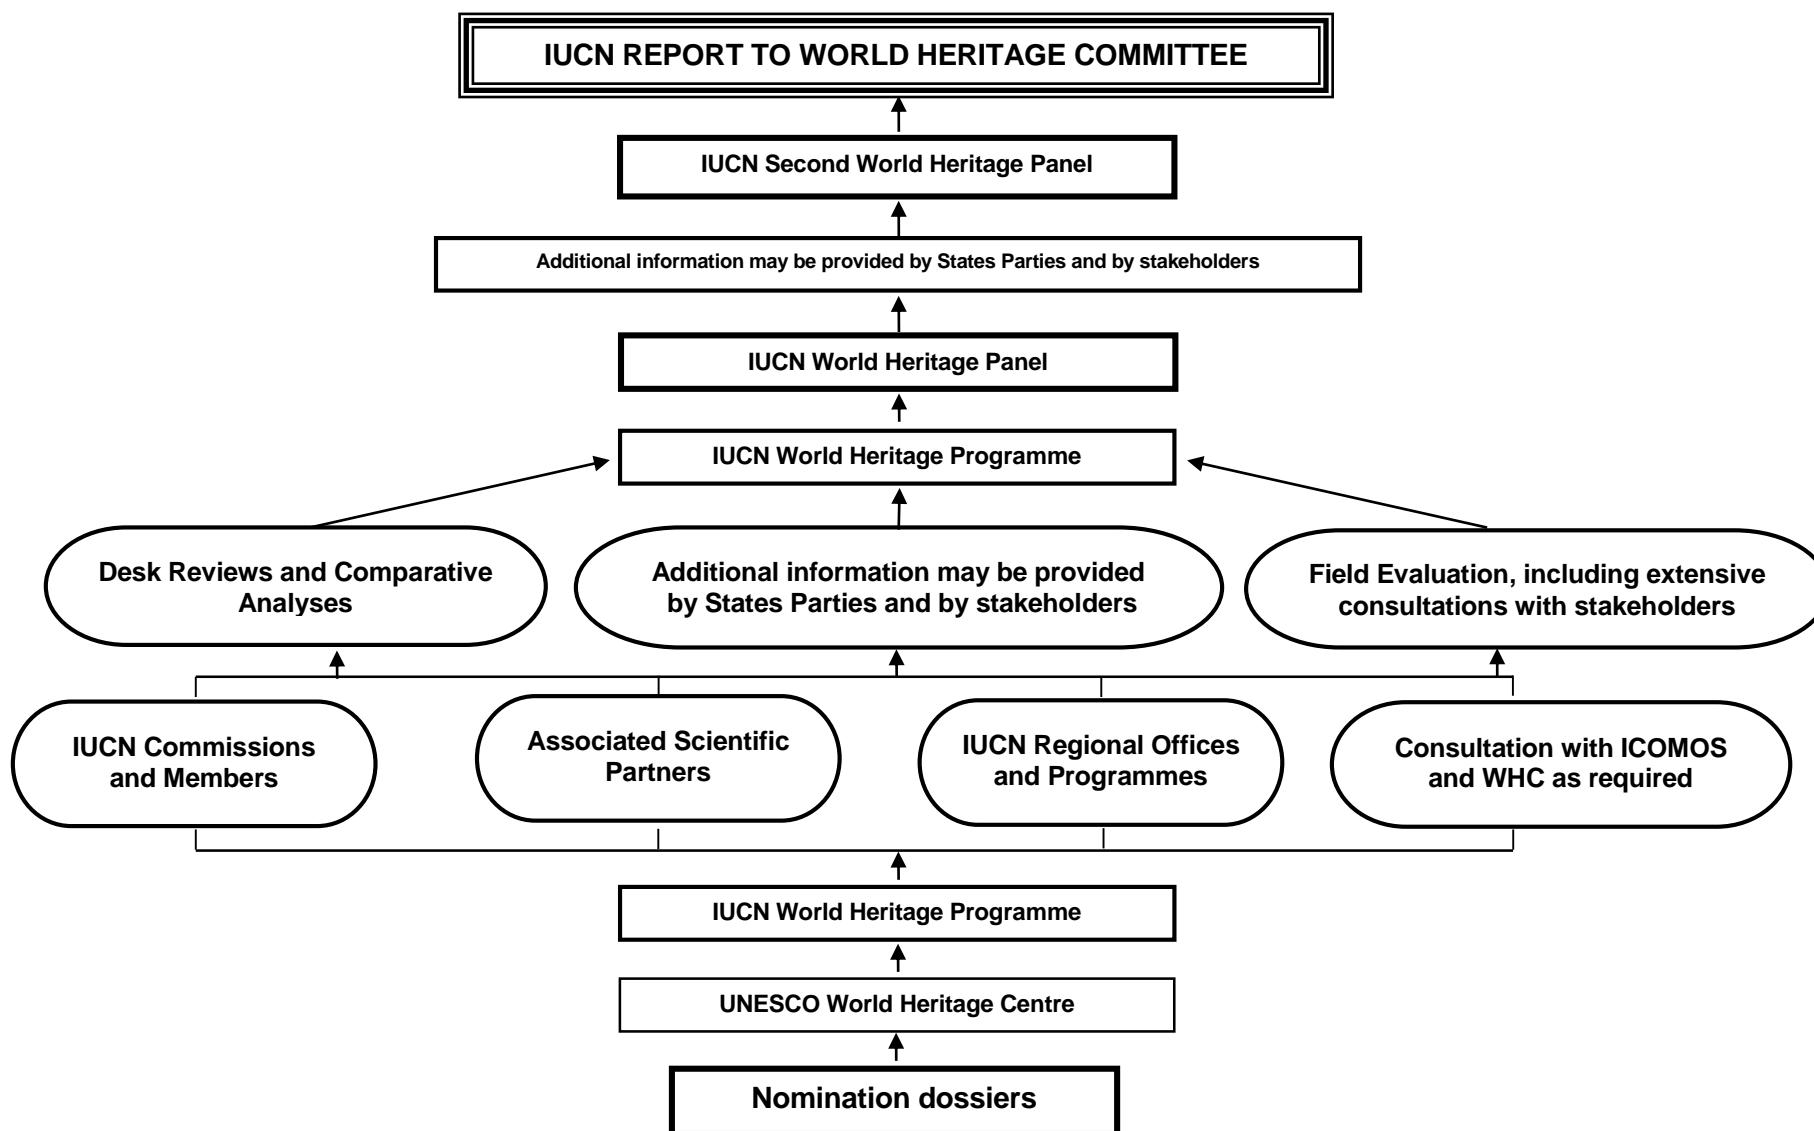 IUCN REPORT TO WORLD HERITAGE COMMITTEE
IUCN Second World Heritage Panel
Additional information may be provided by States Parties and by stakeholders
IUCN World Heritage Panel
IUCN World Heritage Programme
Desk Reviews and Comparative
Analyses
Additional information may be provided
by States Parties and by stakeholders
Field Evaluation, including extensive
consultations with stakeholders
IUCN Commissions
and Members
Associated Scientific
Partners
IUCN Regional Offices
and Programmes
Consultation with ICOMOS
and WHC as required
IUCN World Heritage Programme
UNESCO World Heritage Centre
Nomination dossiers